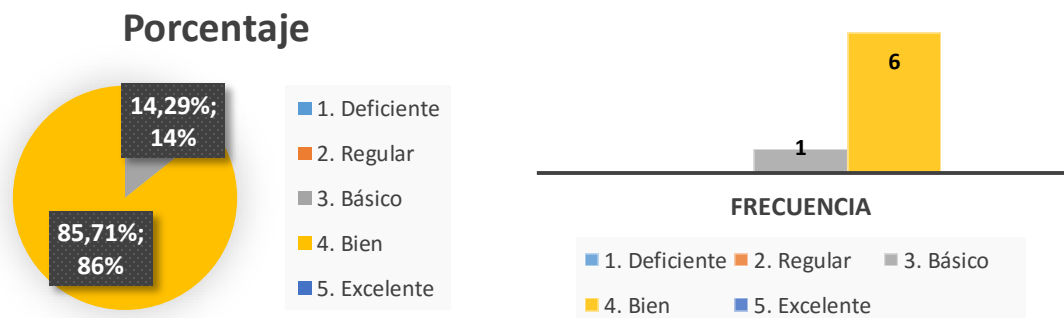 Porcentaje
14,29%;
14%
85,71%;
86%
1. Deficiente
2. Regular
3. Básico
4. Bien
5. Excelente
1
6
FRECUENCIA
1. Deficiente 2. Regular 3. Básico
4. Bien 5. Excelente